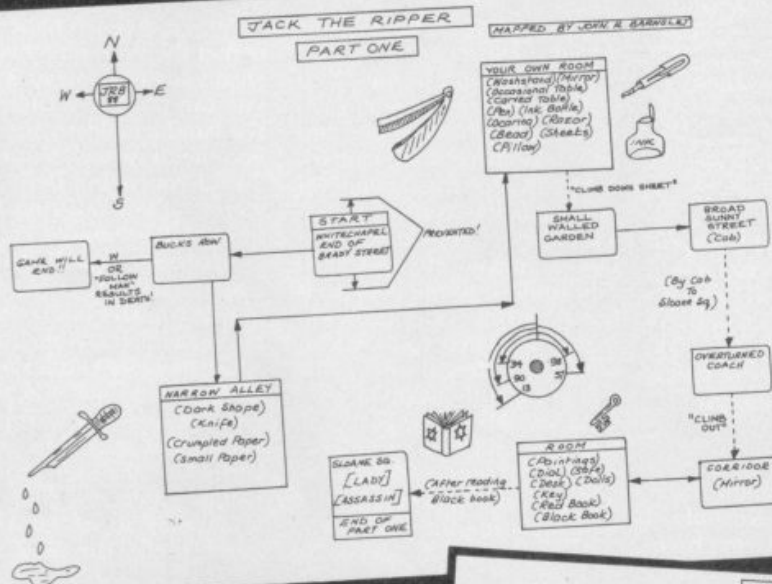 JACK THE RIPPER
PART ONE
MAPPED BY JOHN R. BARNSLEY
N
W
E
S
JRB
YOUR OWN ROOM
(Washstand) (Mirror)
(Occasional Table)
(Carved Table)
(Pen) (Ink Bottle)
(Razor)
(Sheets)
(Pillow)
INK
"CLIMB DOWN SHEET"
SMALL
WALLED
GARDEN
BROAD
SUNNY
STREET
(Cab)
(By Cab
To
Sloane Sq.)
OVERTURNED
COACH
"CLIMB
OUT"
CORRIDOR
(Mirror)
START
WHITECHAPEL
END OF
BRADY STREET
PREVENTED!
BUCKS ROW
W
OR
"FOLLOW
MAN"
RESULTS
IN DEATH!
GAME WILL
END!!
NARROW ALLEY
(Dark Shape)
(Knife)
(Crumpled Paper)
(Small Paper)
ROOM
(Paintings)
(Dial) (Safe)
(Desk) (Dolls)
(Key)
(Red Book)
(Black Book)
(After reading
Black book)
SLOANE SQ.
[LADY]
[ASSASSIN]
END OF
PART ONE